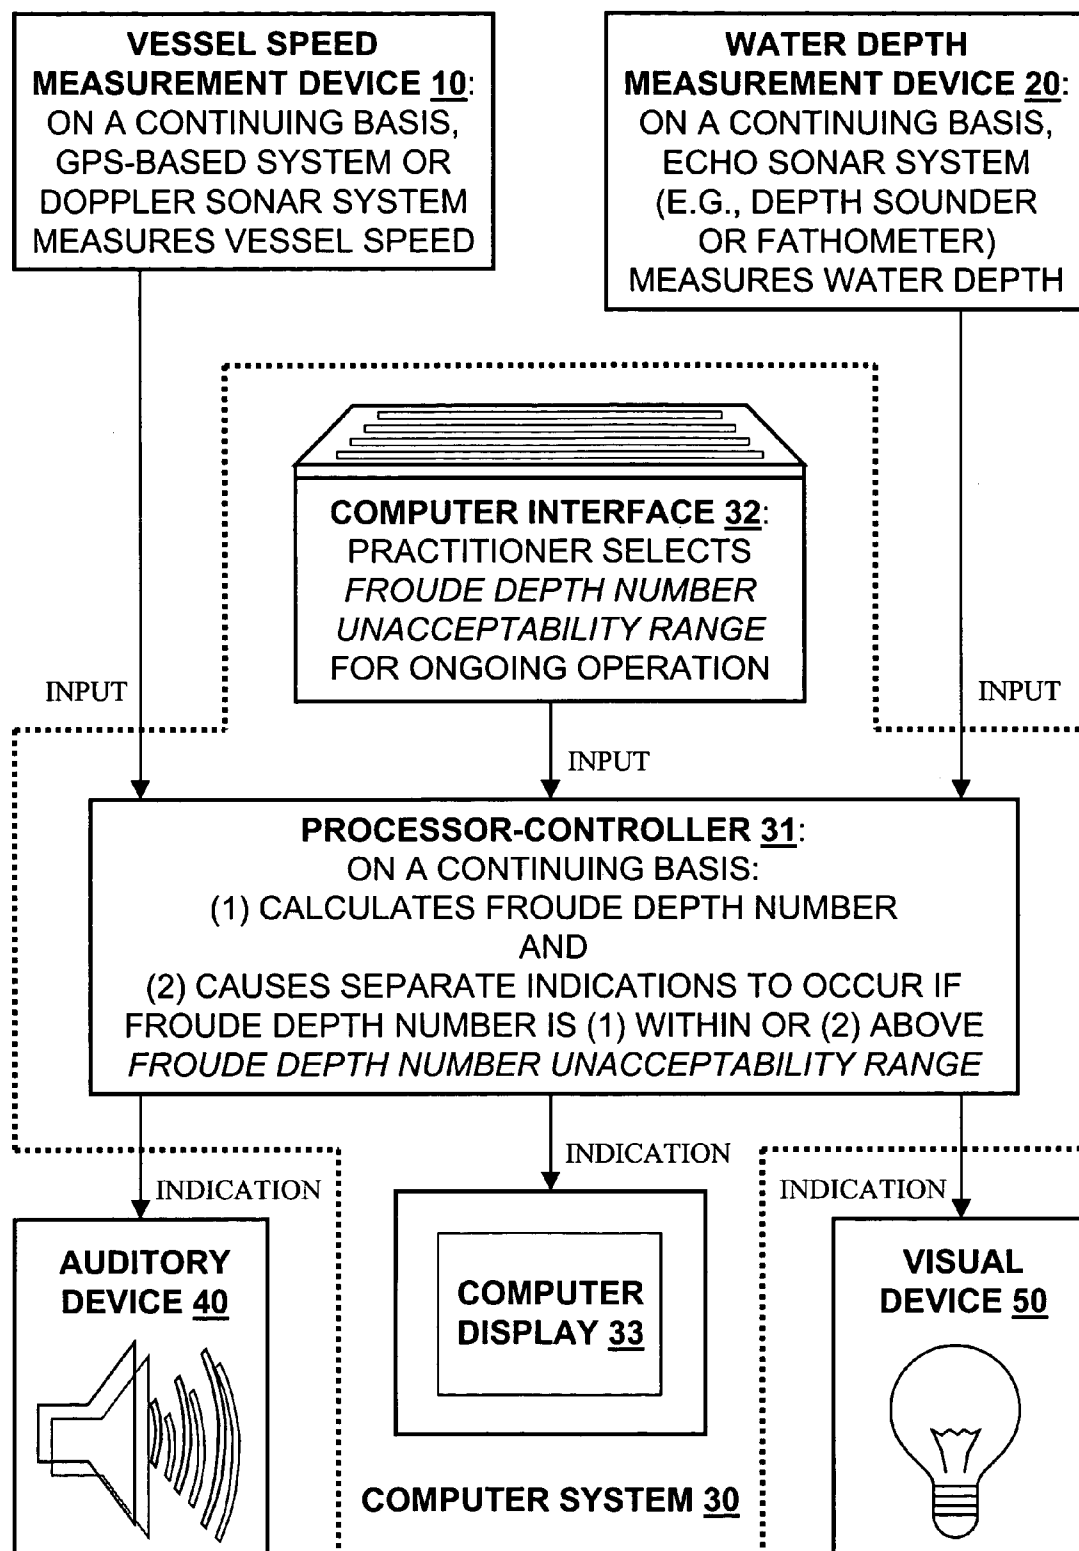 VESSEL SPEED
MEASUREMENT DEVICE 10:
ON A CONTINUING BASIS,
GPS-BASED SYSTEM OR
DOPPLER SONAR SYSTEM
MEASURES VESSEL SPEED
WATER DEPTH
MEASUREMENT DEVICE 20:
ON A CONTINUING BASIS,
ECHO SONAR SYSTEM
(E.G., DEPTH SOUNDER
OR FATHOMETER)
MEASURES WATER DEPTH
COMPUTER INTERFACE 32:
PRACTITIONER SELECTS
FROUDE DEPTH NUMBER
UNACCEPTABILITY RANGE
FOR ONGOING OPERATION
INPUT
INPUT
INPUT
PROCESSOR-CONTROLLER 31:
ON A CONTINUING BASIS:
(1) CALCULATES FROUDE DEPTH NUMBER
AND
(2) CAUSES SEPARATE INDICATIONS TO OCCUR IF
FROUDE DEPTH NUMBER IS (1) WITHIN OR (2) ABOVE
FROUDE DEPTH NUMBER UNACCEPTABILITY RANGE
INDICATION
INDICATION
INDICATION
AUDITORY
DEVICE 40
COMPUTER
DISPLAY 33
VISUAL
DEVICE 50
COMPUTER SYSTEM 30